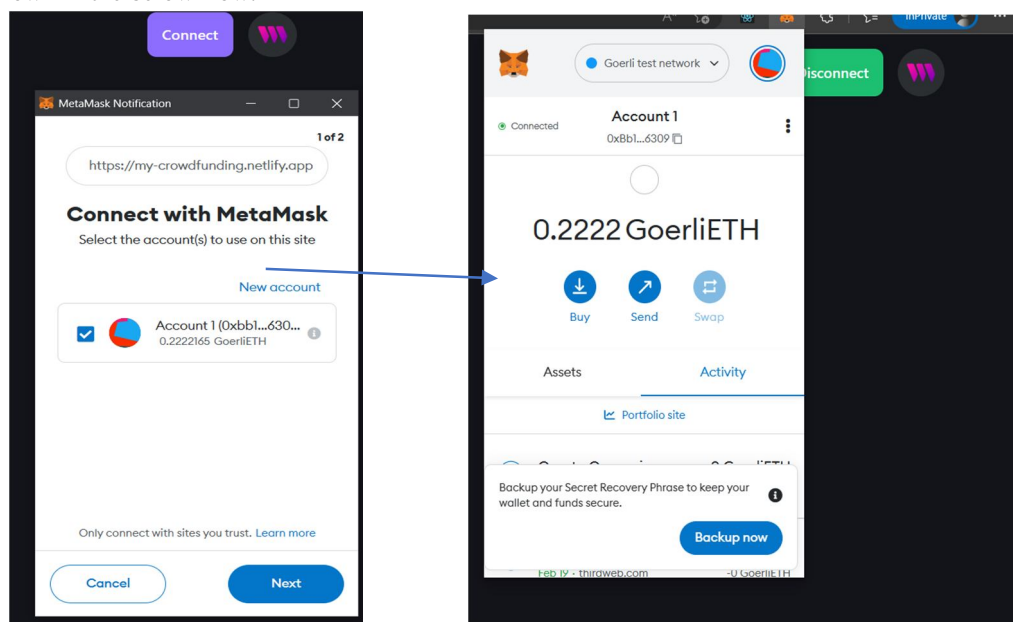 Connect
MetaMask Notification
1 of 2
https://my-crowdfunding.netlify.app
Connect with MetaMask
Select the account(s) to use on this site
New account
Account 1 (0xbb1...630...
0.2222165 GoerliETH
Only connect with sites you trust. Learn more
Cancel
Next
InPrivate
Goerli test network
Disconnect
Connected
Account 1
0xBb1...6309
0.2222 GoerliETH
Buy
Send
Swap
Assets
Activity
Portfolio site
Backup your Secret Recovery Phrase to keep your
wallet and funds secure.
Backup now
Feb 19 · thirdweb.com
-0 GoerliETH